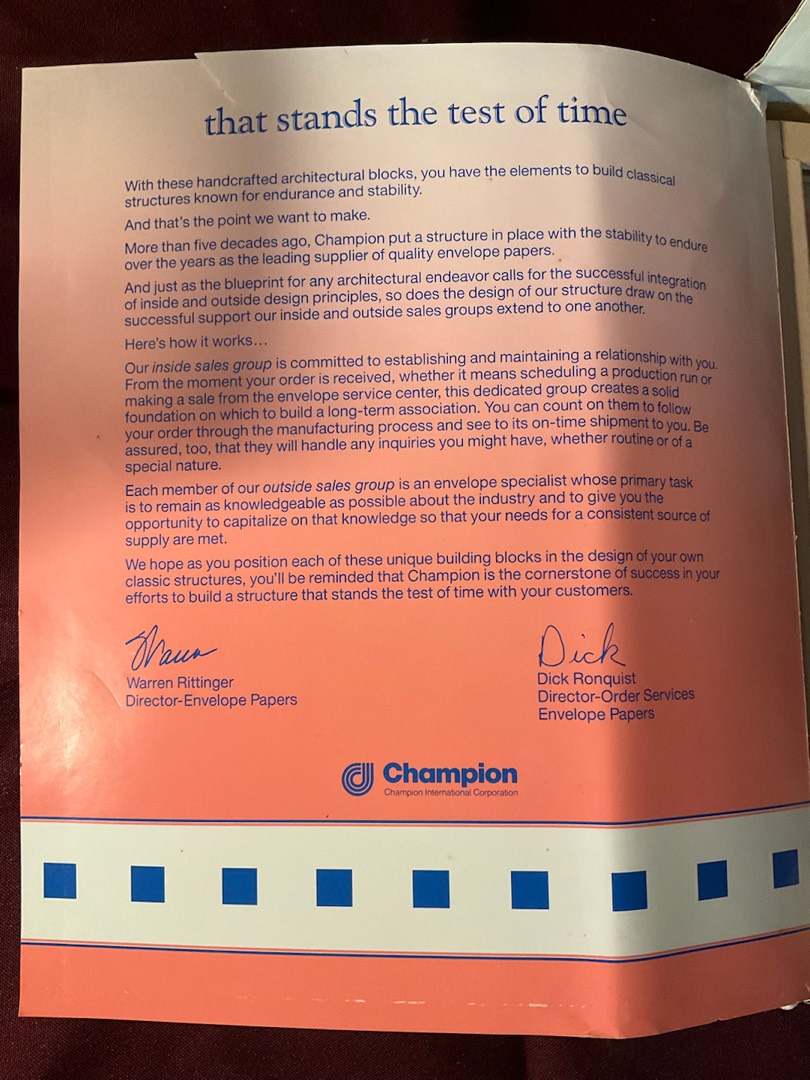 that stands the test of time
With these handcrafted architectural blocks, you have the elements to build classical
structures known for endurance and stability.
And that's the point we want to make.
More than five decades ago, Champion put a structure in place with the stability to endure
over the years as the leading supplier of quality envelope papers.
And just as the blueprint for any architectural endeavor calls for the successful integration
of inside and outside design principles, so does the design of our structure draw on the
successful support our inside and outside sales groups extend to one another.
Here's how it works...
Our inside sales group is committed to establishing and maintaining a relationship with you.
From the moment your order is received, whether it means scheduling a production run or
making a sale from the envelope service center, this dedicated group creates a solid
foundation on which to build a long-term association. You can count on them to follow
your order through the manufacturing process and see to its on-time shipment to you. Be
assured, too, that they will handle any inquiries you might have, whether routine or of a
special nature.
Each member of our outside sales group is an envelope specialist whose primary task
is to remain as knowledgeable as possible about the industry and to give you the
opportunity to capitalize on that knowledge so that your needs for a consistent source of
supply are met.
We hope as you position each of these unique building blocks in the design of your own
classic structures, you'll be reminded that Champion is the cornerstone of success in your
efforts to build a structure that stands the test of time with your customers.
Warren Rittinger
Director-Envelope Papers
Dick
Dick Ronquist
Director-Order Services
Envelope Papers
Champion
Champion International Corporation